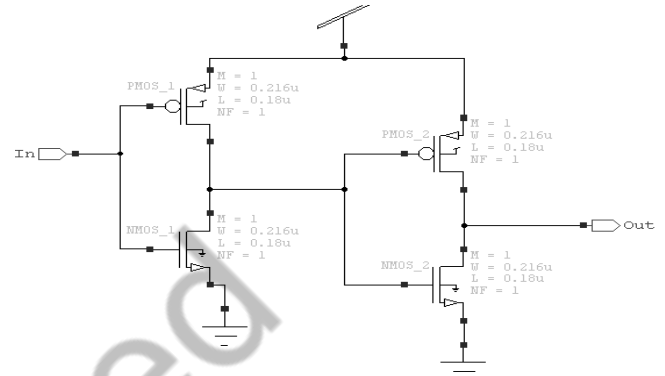 PMOS_1
M = 1
W = 0.216u
L = 0.18u
NF = 1
In
PMOS_2
M = 1
W = 0.216u
L = 0.18u
NF = 1
NMOS_1
M = 1
W = 0.216u
L = 0.18u
NF = 1
Out
NMOS_2
M = 1
W = 0.216u
L = 0.18u
NF = 1
ed